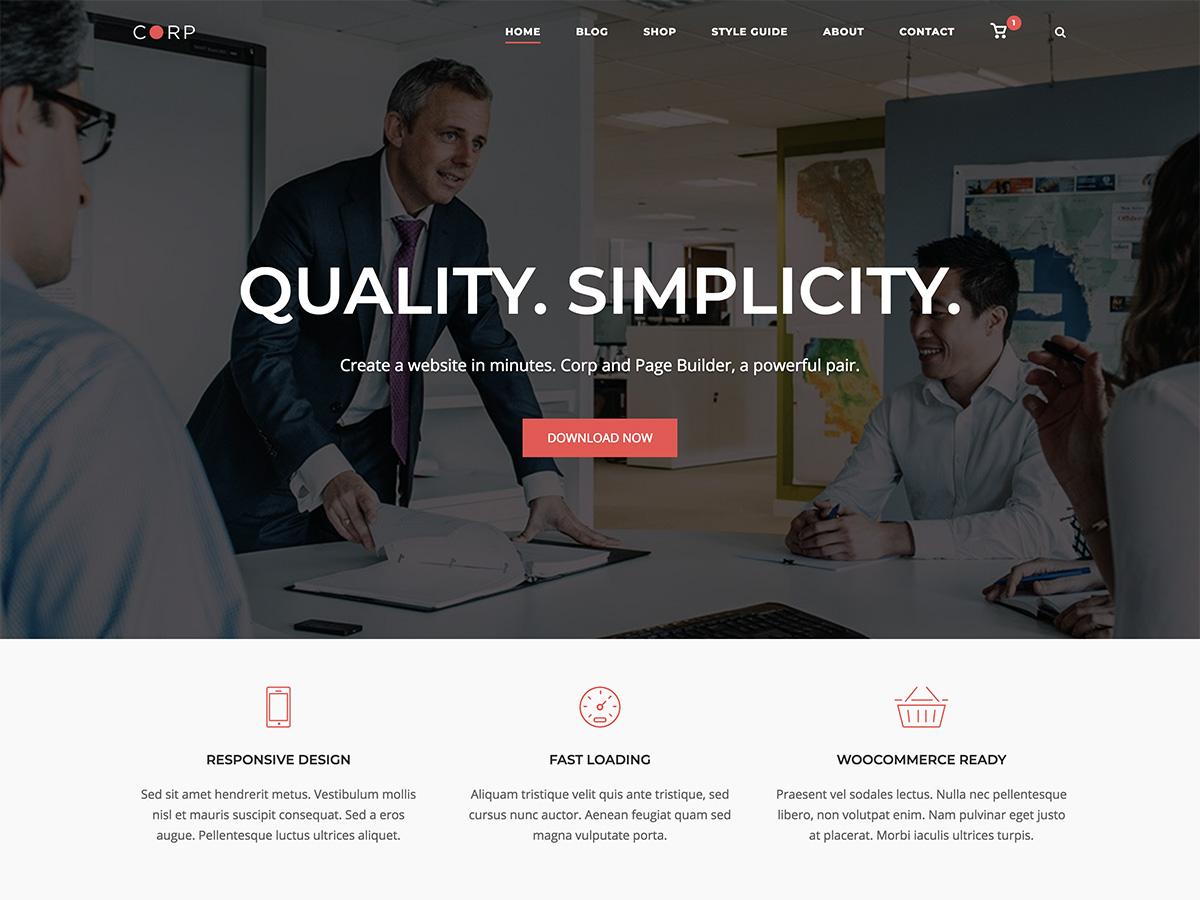 CORP
HOME BLOG SHOP STYLE GUIDE ABOUT CONTACT 1
QUALITY. SIMPLICITY.
Create a website in minutes. Corp and Page Builder, a powerful pair.
DOWNLOAD NOW
RESPONSIVE DESIGN
Sed sit amet hendrerit metus. Vestibulum mollis
nisl et mauris suscipit consequat. Sed a eros
augue. Pellentesque luctus ultrices aliquet.
FAST LOADING
Aliquam tristique velit quis ante tristique, sed
cursus nunc auctor. Aenean feugiat quam sed
magna vulputate porta.
WOOCOMMERCE READY
Praesent vel sodales lectus. Nulla nec pellentesque
libero, non volutpat enim. Nam pulvinar eget justo
at placerat. Morbi iaculis ultrices turpis.